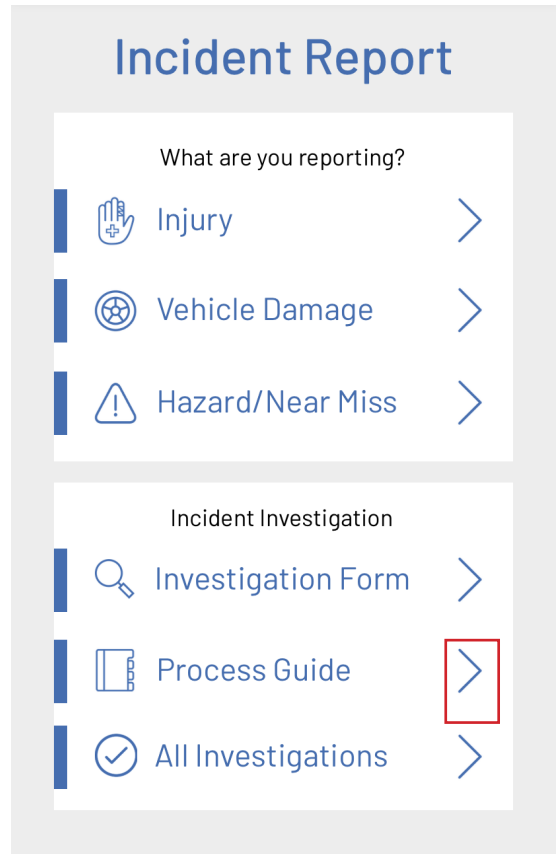 Incident Report
What are you reporting?
Injury
Vehicle Damage
Hazard/Near Miss
Incident Investigation
Investigation Form
Process Guide
All Investigations